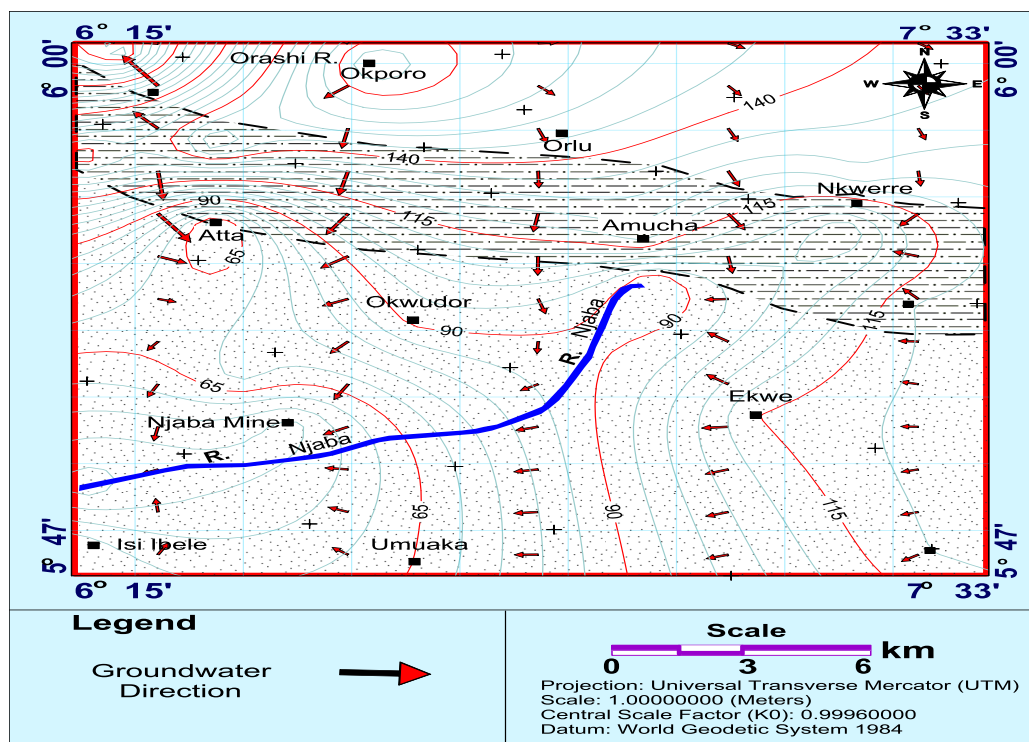 6° 15'
7° 33'
6° 00'
6° 00'
N
W
E
S
Orashi R.
Okporo
140
Orlu
140
Nkwerre
90
115
115
Atta
Amucha
65
Okwudor
90
R. Njaba
90
115
65
Ekwe
Njaba Mine
R. Njaba
65
90
115
Isi Ibele
Umuaka
5° 47'
5° 47'
6° 15'
7° 33'
Legend
Groundwater
Direction
Scale
0 3 6 km
Projection: Universal Transverse Mercator (UTM)
Scale: 1.00000000 (Meters)
Central Scale Factor (K0): 0.99960000
Datum: World Geodetic System 1984